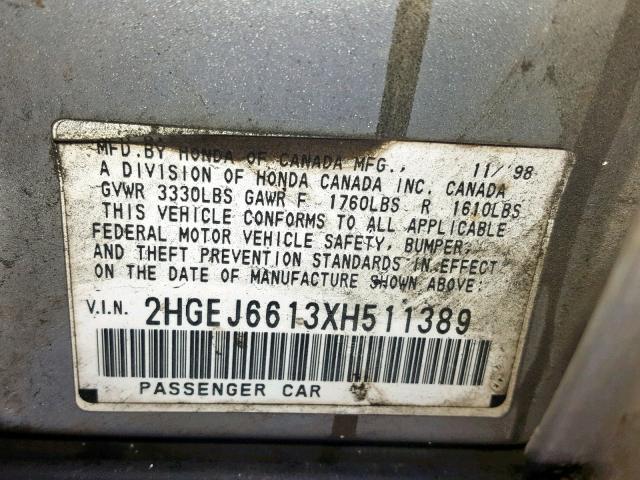 MFD.BY HONDA OF CANADA MFG., 11/'98
A DIVISION OF HONDA CANADA INC. CANADA
GVWR 3330LBS GAWR F 1760LBS R 1610LBS
THIS VEHICLE CONFORMS TO ALL APPLICABLE
FEDERAL MOTOR VEHICLE SAFETY, BUMPER,
AND THEFT PREVENTION STANDARDS IN EFFECT
ON THE DATE OF MANUFACTURE SHOWN ABOVE:
V.I.N. 2HGEJ6613XH511389
PASSENGER CAR